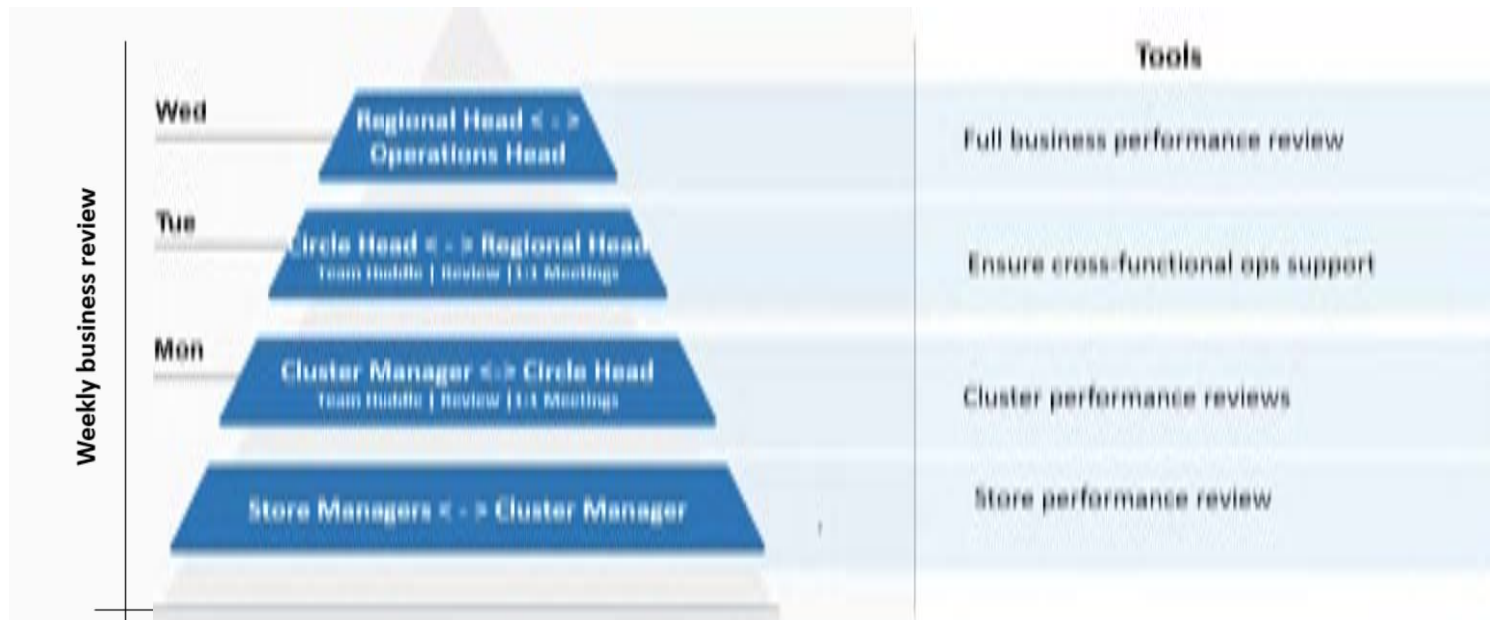 Tools
Weekly business review
Wed
Regional Head < - >
Operations Head
Full business performance review
Tue
Circle Head < - > Regional Head
Team Huddle | Review | 1:1 Meetings
Ensure cross-functional ops support
Mon
Cluster Manager <-> Circle Head
Team Huddle | Review | 1:1 Meetings
Cluster performance reviews
Store Managers < - > Cluster Manager
Store performance review